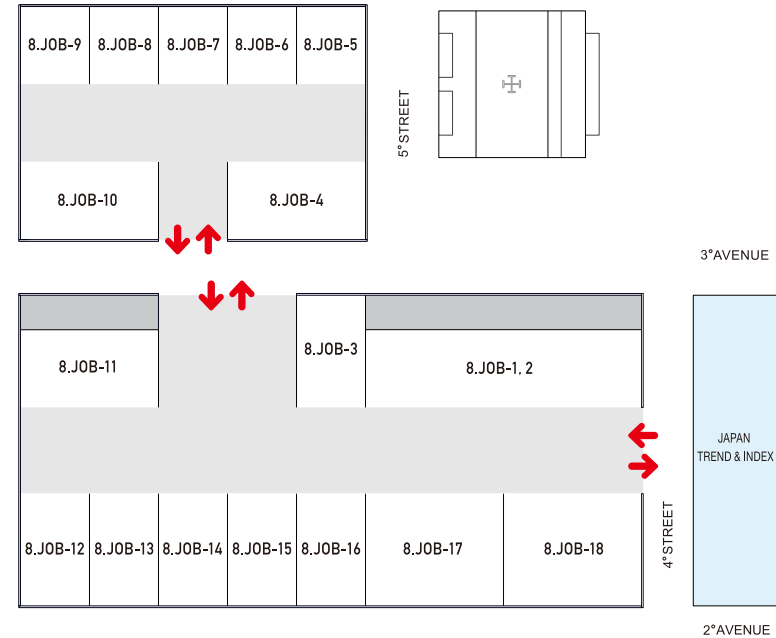 8.JOB-9
8.JOB-8
8.JOB-7
8.JOB-6
8.JOB-5
5°STREET
8.JOB-10
8.JOB-4
3°AVENUE
8.JOB-11
8.JOB-3
8.JOB-1, 2
JAPAN
TREND & INDEX
8.JOB-12
8.JOB-13
8.JOB-14
8.JOB-15
8.JOB-16
8.JOB-17
8.JOB-18
4°STREET
2°AVENUE